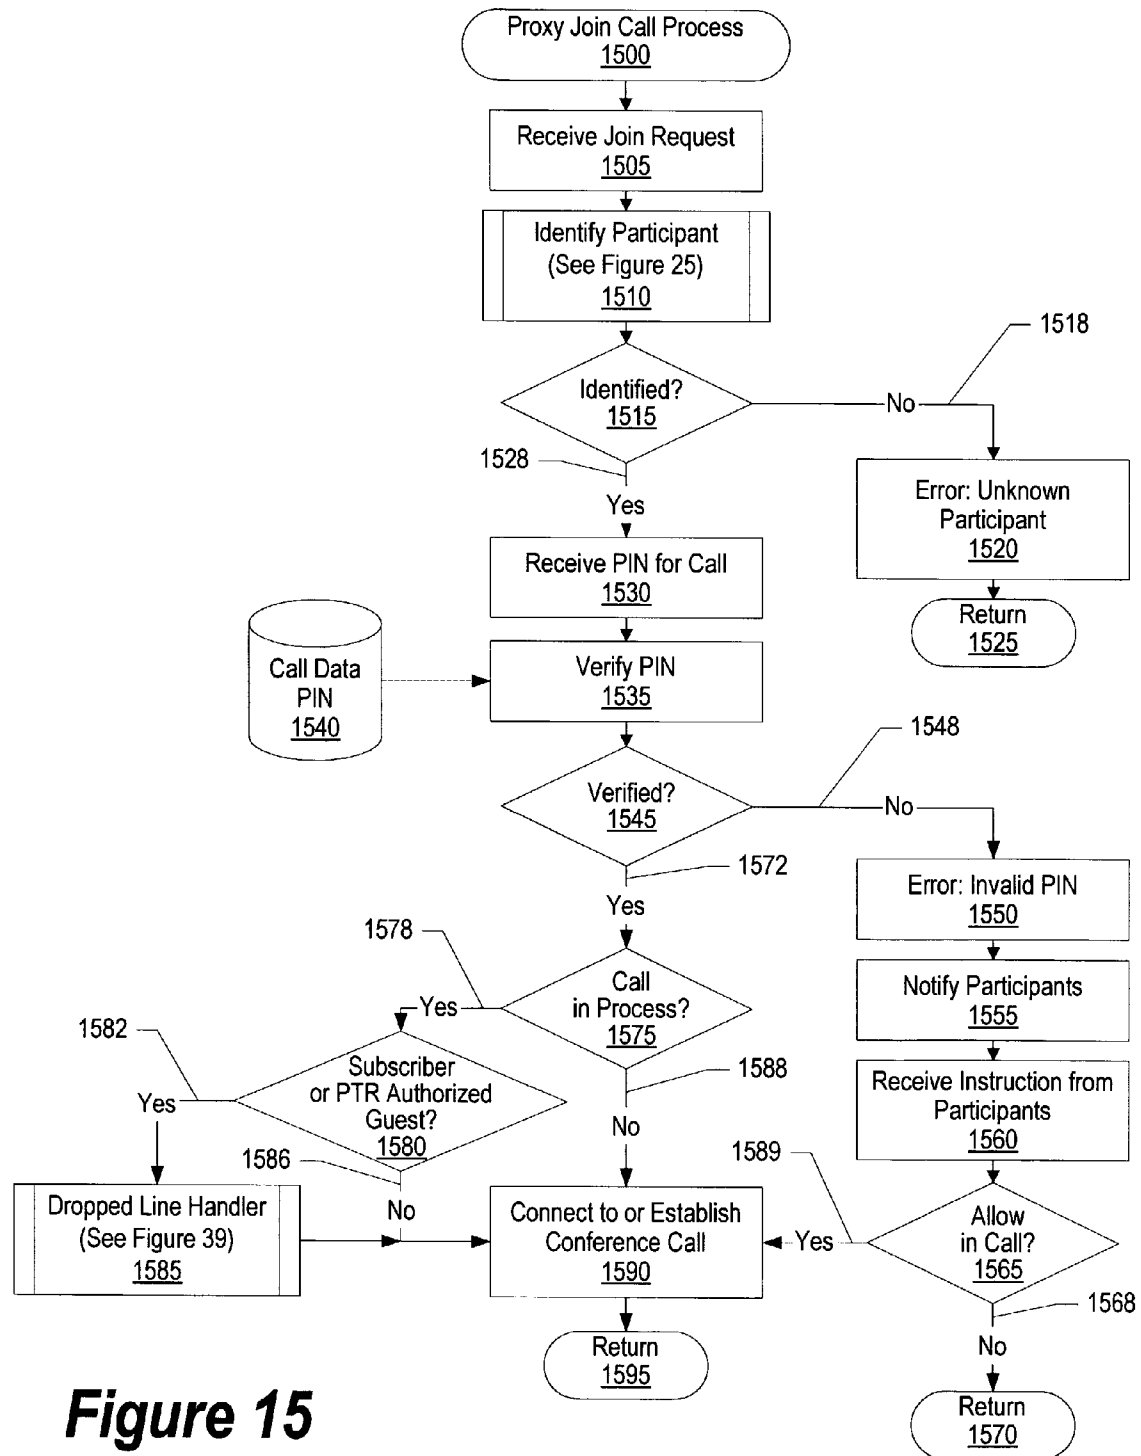 Proxy Join Call Process
1500
Receive Join Request
1505
Identify Participant
(See Figure 25)
1510
1518
Identified?
1515
No
1528
Yes
Error: Unknown
Participant
1520
Receive PIN for Call
1530
Return
1525
Call Data
PIN
1540
Verify PIN
1535
1548
Verified?
1545
No
1572
Yes
Error: Invalid PIN
1550
1578
Call
in Process?
1575
Yes
Notify Participants
1555
1582
Subscriber
or PTR Authorized
Guest?
1580
Yes
1588
No
Receive Instruction from
Participants
1560
1586
No
1589
Dropped Line Handler
(See Figure 39)
1585
Connect to or Establish
Conference Call
1590
Yes
Allow
in Call?
1565
1568
No
Return
1595
Return
1570
Figure 15